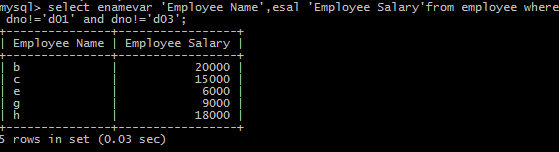 mysql> select enamevar 'Employee Name',esal 'Employee Salary'from employee where
dno!='d01' and dno!='d03';
+---------------+-----------------+
| Employee Name | Employee Salary |
+---------------+-----------------+
| b             |           20000 |
| c             |           15000 |
| e             |            6000 |
| g             |            9000 |
| h             |           18000 |
+---------------+-----------------+
5 rows in set (0.03 sec)